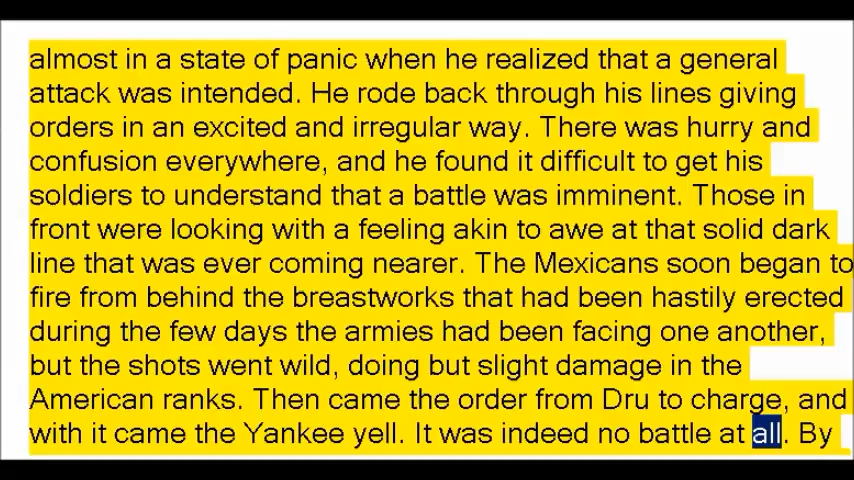 almost in a state of panic when he realized that a general
attack was intended. He rode back through his lines giving
orders in an excited and irregular way. There was hurry and
confusion everywhere, and he found it difficult to get his
soldiers to understand that a battle was imminent. Those in
front were looking with a feeling akin to awe at that solid dark
line that was ever coming nearer. The Mexicans soon began to
fire from behind the breastworks that had been hastily erected
during the few days the armies had been facing one another,
but the shots went wild, doing but slight damage in the
American ranks. Then came the order from Dru to charge, and
with it came the Yankee yell. It was indeed no battle at all. By